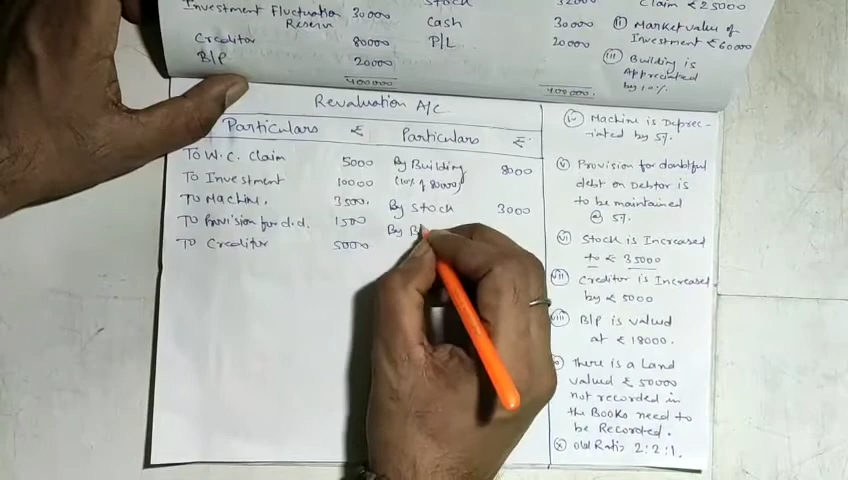 Investment Fluctuation 30000
Reserve
Creditor 80000
B/P 20000
400000
Stock 32000
Cash 30000
P/L 20000
400000.
Claim ₹ 25000
(ii) Market value of
Investment ₹ 60000
(iii) Building is
Appreciated
by 10%.
Revaluation A/C
Particulars ₹ Particulars ₹
To W.C. Claim 5000 By Building 8000
To Investment 10000 (10% of 80000)
To Machine. 3500. By Stock 3000
To Provision for d.d. 1500 By B
To Creditor 5000
(iv) Machine is Deprec-
iated by 5%.
(v) Provision for doubtful
debt on Debtor is
to be maintained
@ 5%.
(vi) Stock is Increased
to ₹ 35000
(vii) Creditor is Increased
by ₹ 5000
(viii) B/P is valued
at ₹ 18000.
There is a Land
valued ₹ 50000
not recorded in
the Books need to
be Recorded.
(x) Old Ratio 2:2:1.